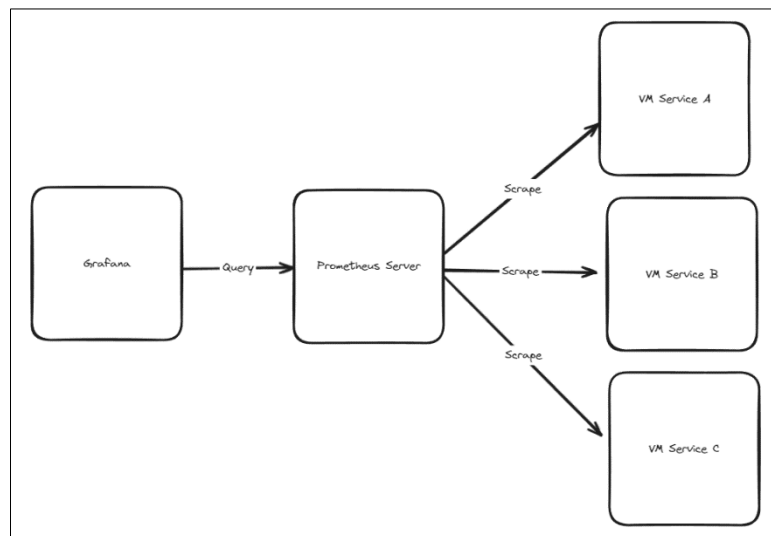 VM Service A
Scrape
Grafana
Query
Prometheus Server
Scrape
VM Service B
Scrape
VM Service C